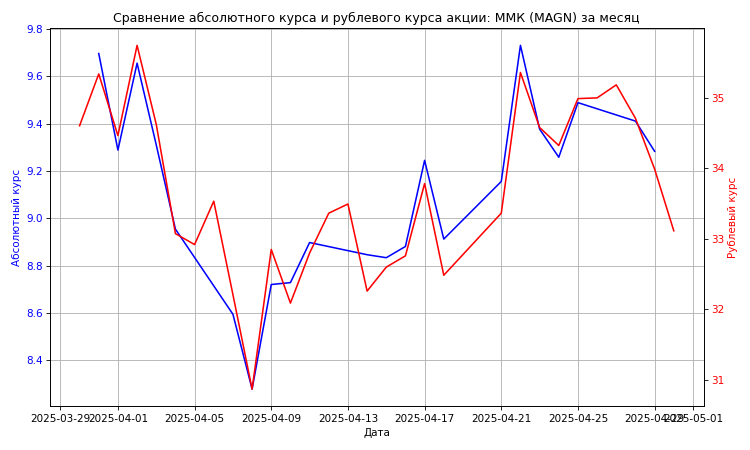 Сравнение абсолютного курса и рублевого курса акции: ММК (MAGN) за месяц
9.8
9.6
9.4
9.2
9.0
8.8
8.6
8.4
Абсолютный курс
35
34
33
32
31
Рублевый курс
2025-03-29 2025-04-01 2025-04-05 2025-04-09 2025-04-13 2025-04-17 2025-04-21 2025-04-25 2025-04-29 2025-05-01
Дата